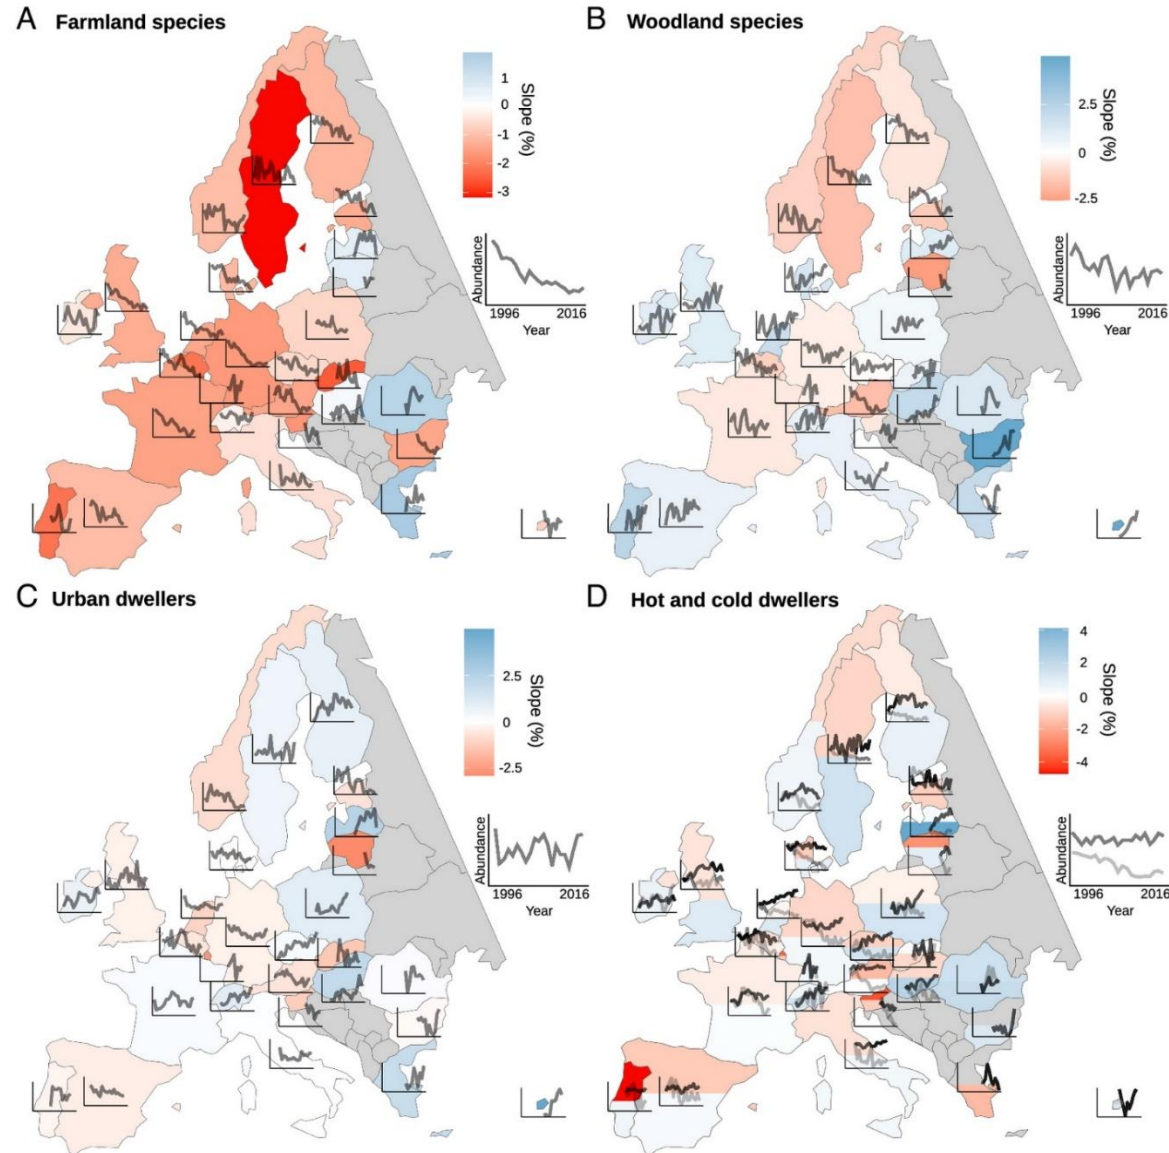 A Farmland species
1
0
-1
-2
-3
Slope (%)
Abundance
1996 2016
Year
B Woodland species
2.5
0
-2.5
Slope (%)
Abundance
1996 2016
Year
C Urban dwellers
2.5
0
-2.5
Slope (%)
Abundance
1996 2016
Year
D Hot and cold dwellers
4
2
0
-2
-4
Slope (%)
Abundance
1996 2016
Year